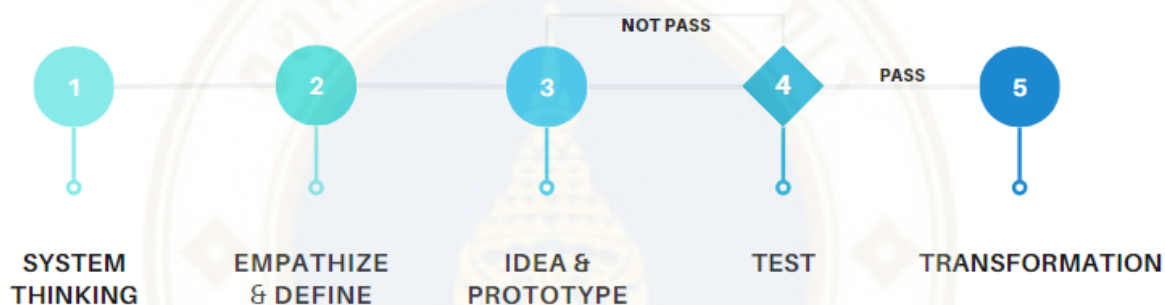 NOT PASS
1
2
3
4
PASS
5
SYSTEM
THINKING
EMPATHIZE
& DEFINE
IDEA &
PROTOTYPE
TEST
TRANSFORMATION